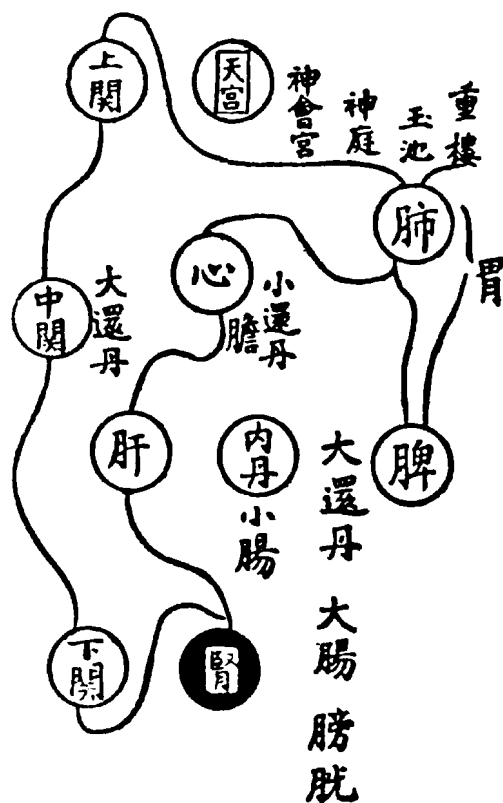 上関
天宮
神會宮
神庭
玉池
重樓
肺
胃
心
小還丹
膽
中関
大還丹
肝
内丹
小腸
大還丹
脾
大腸
膀胱
下関
腎